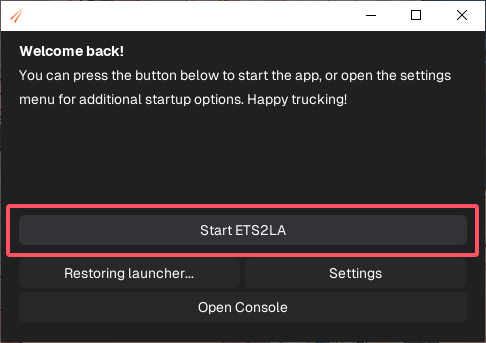 Welcome back!
You can press the button below to start the app, or open the settings
menu for additional startup options. Happy trucking!
Start ETS2LA
Restoring launcher...
Settings
Open Console